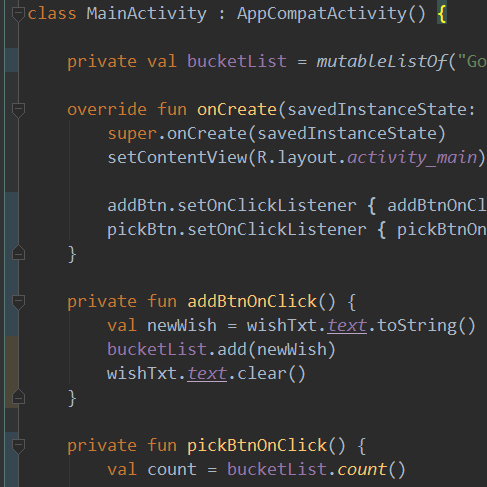 class MainActivity : AppCompatActivity() {
private val bucketList = mutableListOf("Go
override fun onCreate(savedInstanceState:
super.onCreate(savedInstanceState)
setContentView(R.layout.activity_main)
addBtn.setOnClickListener { addBtnOnCl
pickBtn.setOnClickListener { pickBtnOn
}
private fun addBtnOnClick() {
val newWish = wishTxt.text.toString()
bucketList.add(newWish)
wishTxt.text.clear()
}
private fun pickBtnOnClick() {
val count = bucketList.count()